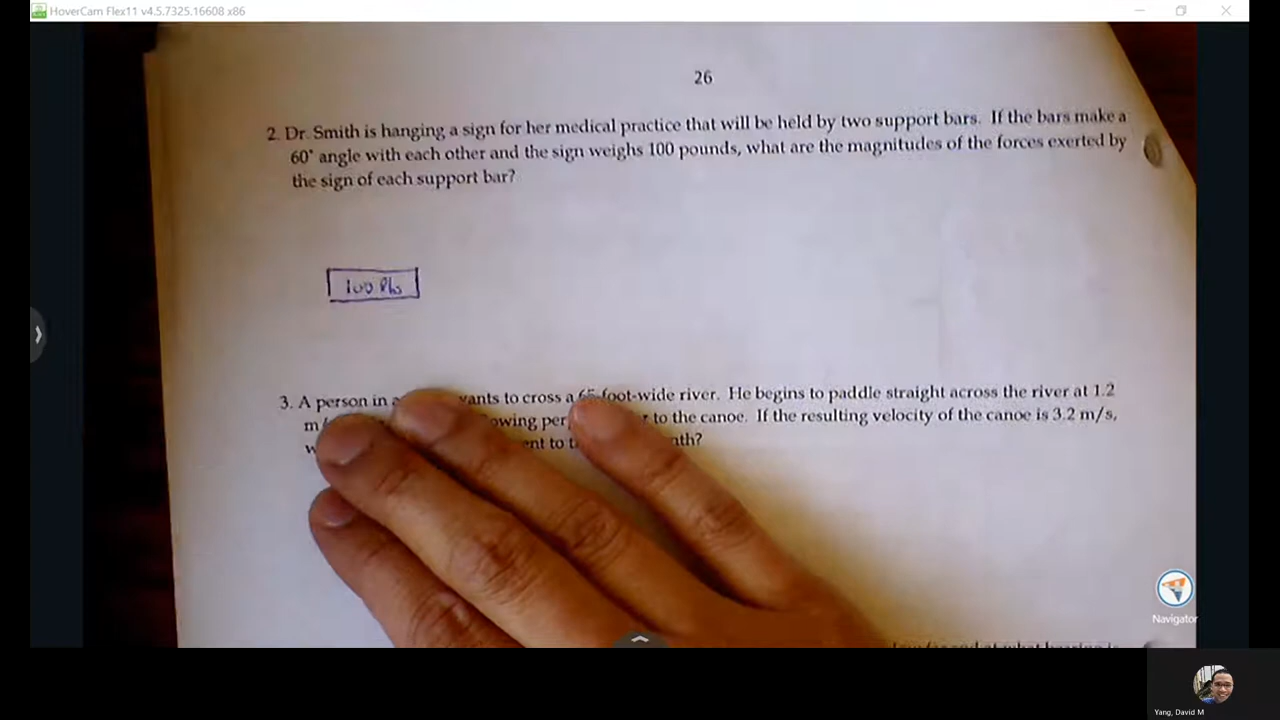 HoverCam Flex11 v4.5.7325.16608 x86
26
2. Dr. Smith is hanging a sign for her medical practice that will be held by two support bars. If the bars make a
60° angle with each other and the sign weighs 100 pounds, what are the magnitudes of the forces exerted by
the sign of each support bar?
100 lbs
3. A person in a wants to cross a 65 foot-wide river. He begins to paddle straight across the river at 1.2
to the canoe. If the resulting velocity of the canoe is 3.2 m/s,
Navigator
Yang, David M